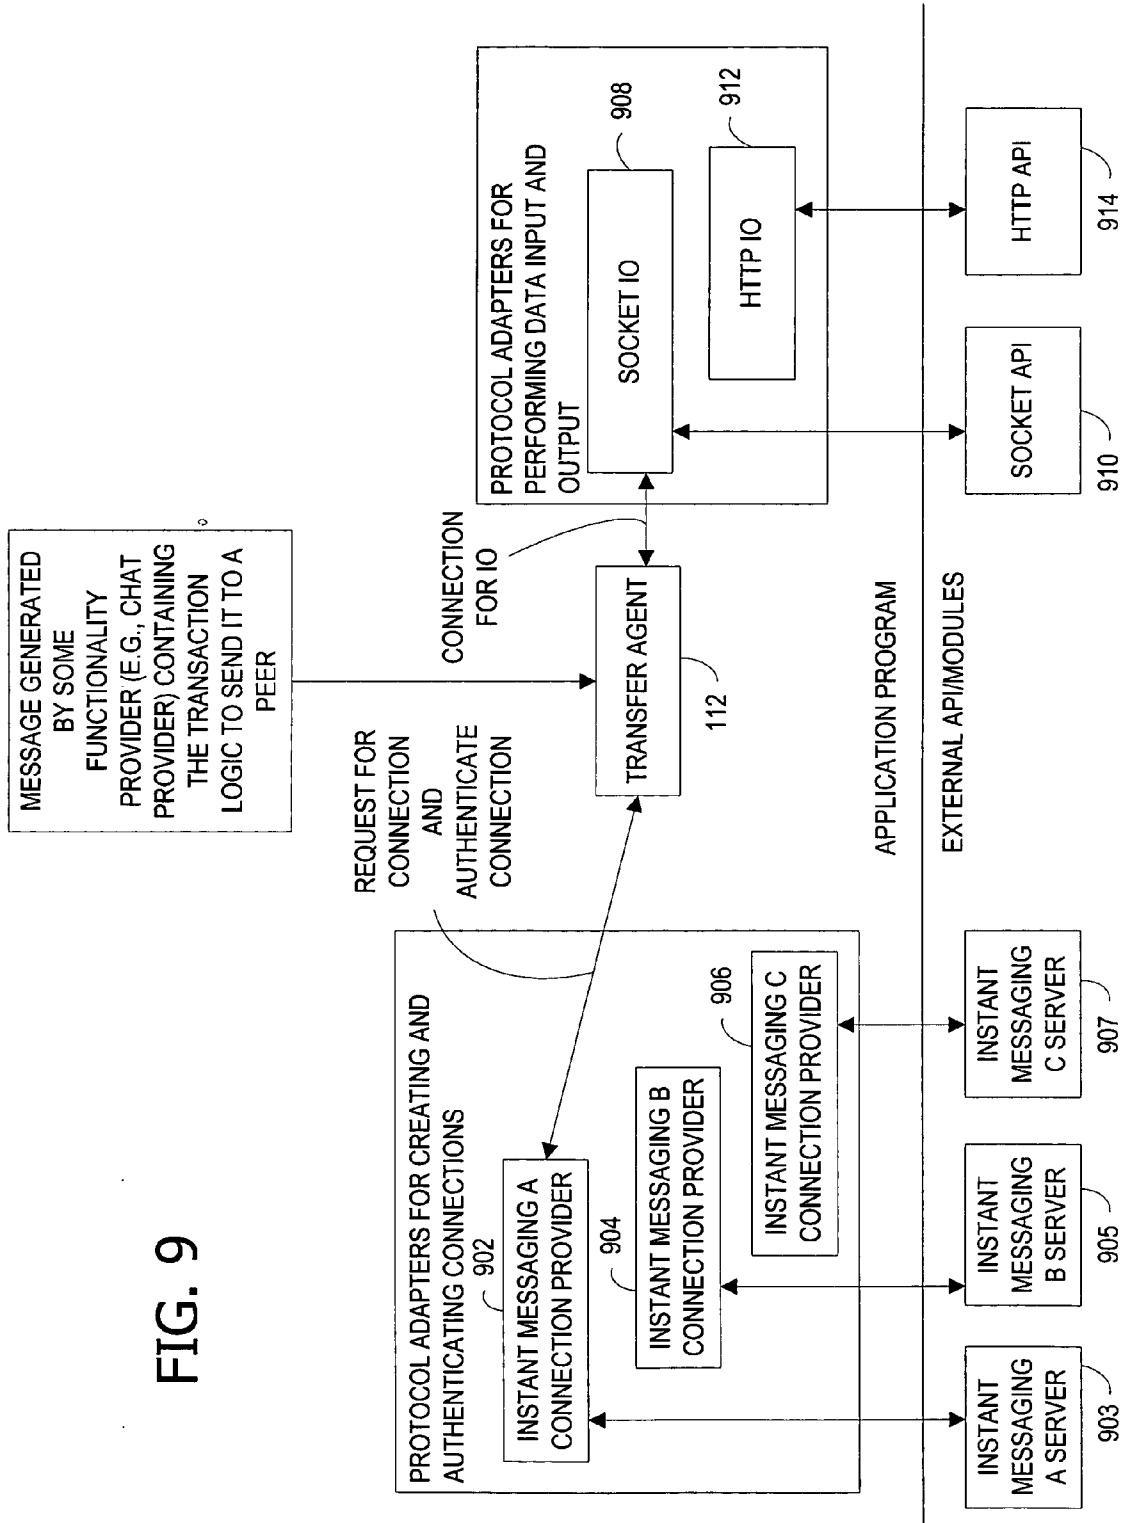 FIG. 9
MESSAGE GENERATED
BY SOME
FUNCTIONALITY
PROVIDER (E.G., CHAT
PROVIDER) CONTAINING
THE TRANSACTION
LOGIC TO SEND IT TO A
PEER
PROTOCOL ADAPTERS FOR CREATING AND
AUTHENTICATING CONNECTIONS
902
INSTANT MESSAGING A
CONNECTION PROVIDER
904
INSTANT MESSAGING B
CONNECTION PROVIDER
906
INSTANT MESSAGING C
CONNECTION PROVIDER
REQUEST FOR
CONNECTION
AND
AUTHENTICATE
CONNECTION
TRANSFER AGENT
112
CONNECTION
FOR IO
PROTOCOL ADAPTERS FOR
PERFORMING DATA INPUT AND
OUTPUT
SOCKET IO
908
HTTP IO
912
APPLICATION PROGRAM
EXTERNAL API/MODULES
INSTANT
MESSAGING
A SERVER
903
INSTANT
MESSAGING
B SERVER
905
INSTANT
MESSAGING
C SERVER
907
SOCKET API
910
HTTP API
914